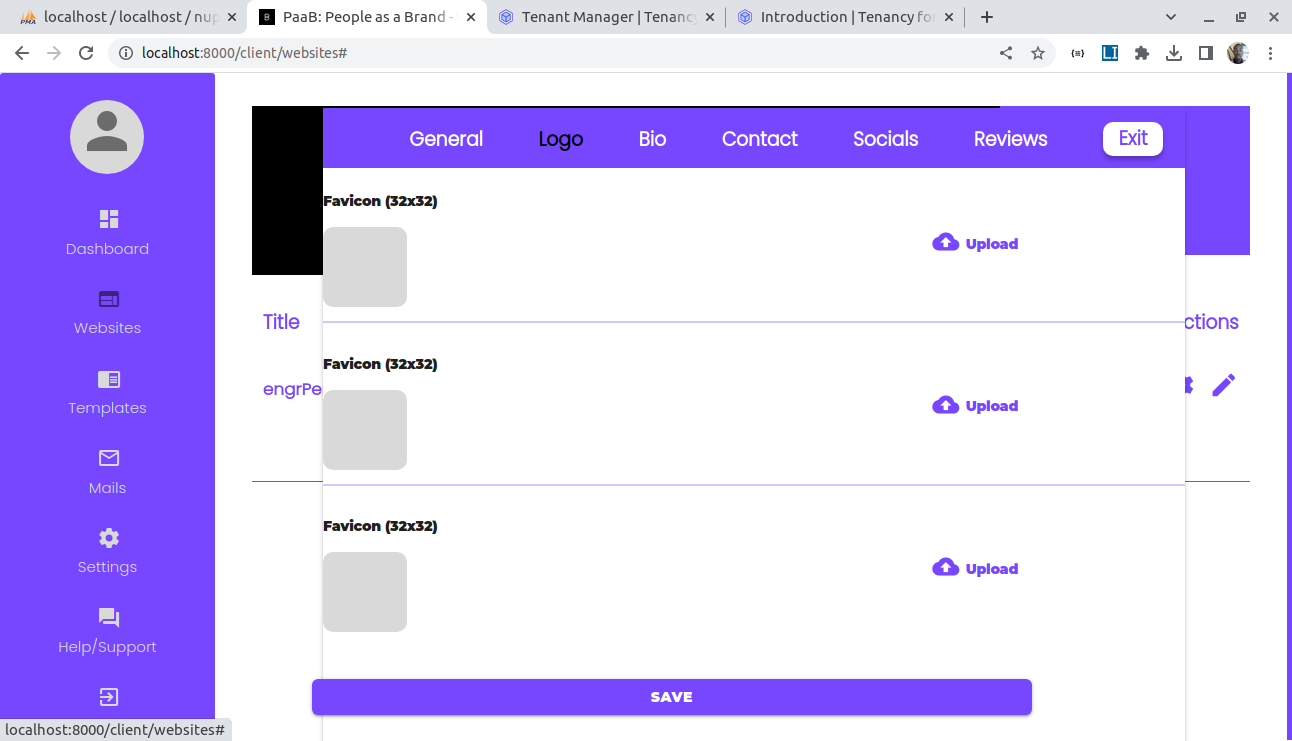 localhost / localhost / nup
PaaB: People as a Brand -
Tenant Manager | Tenancy
Introduction | Tenancy for
localhost:8000/client/websites#
General Logo Bio Contact Socials Reviews Exit
Dashboard
Websites
Templates
Mails
Settings
Help/Support
Favicon (32x32)
Upload
Title
ctions
Favicon (32x32)
engrPe
Upload
Favicon (32x32)
Upload
SAVE
localhost:8000/client/websites#